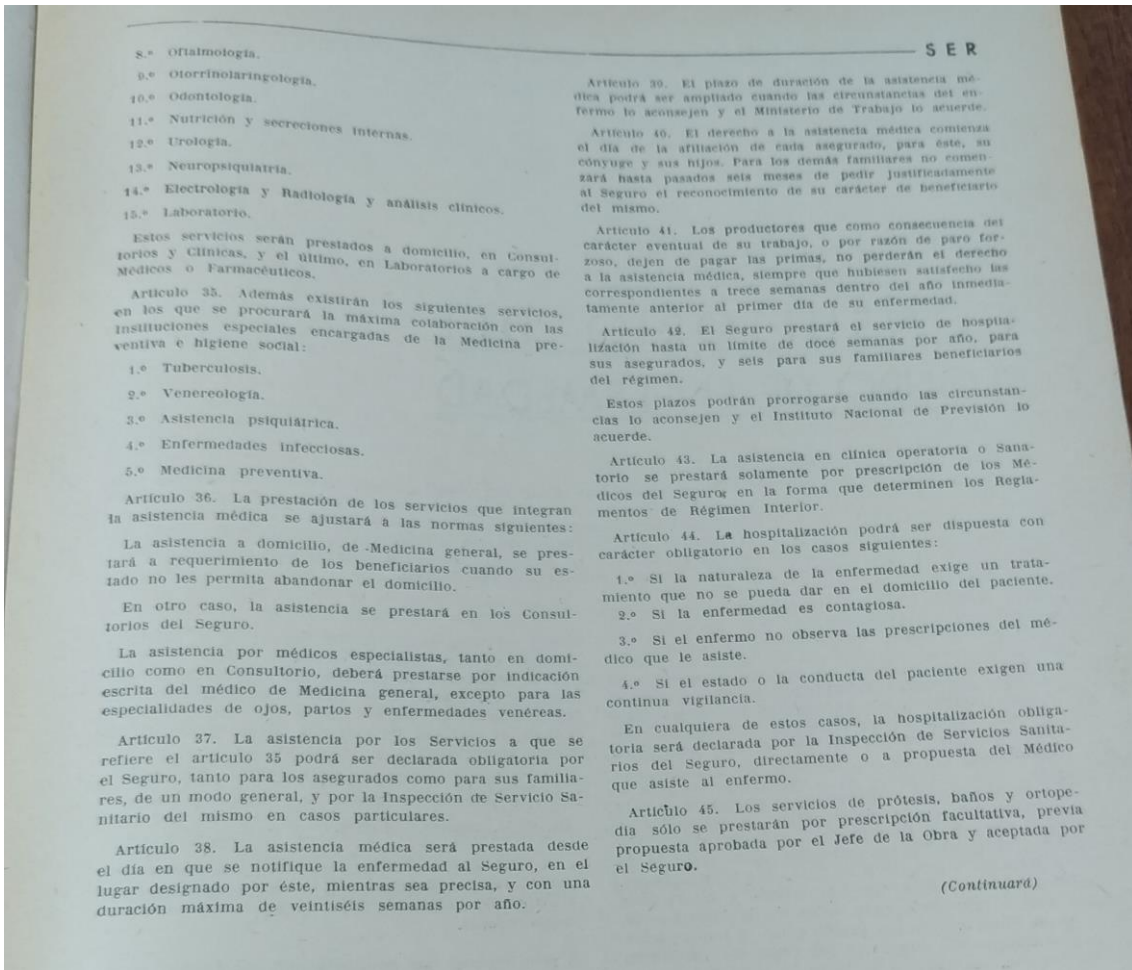 SER
8.º Oftalmología.
9.º Otorrinolaringología.
10.º Odontología.
11.º Nutrición y secreciones internas.
12.º Urología.
13.º Neuropsiquiatría.
14.º Electrología y Radiología y análisis clínicos.
15.º Laboratorio.
Estos servicios serán prestados a domicilio, en Consul-
torios y Clínicas, y el último, en Laboratorios a cargo de
Médicos o Farmacéuticos.
Artículo 35. Además existirán los siguientes servicios,
en los que se procurará la máxima colaboración con las
Instituciones especiales encargadas de la Medicina pre-
ventiva e higiene social:
1.º Tuberculosis.
2.º Venereología.
3.º Asistencia psiquiátrica.
4.º Enfermedades infecciosas.
5.º Medicina preventiva.
Artículo 36. La prestación de los servicios que integran
la asistencia médica se ajustará a las normas siguientes:
La asistencia a domicilio, de Medicina general, se pres-
tará a requerimiento de los beneficiarios cuando su es-
tado no les permita abandonar el domicilio.
En otro caso, la asistencia se prestará en los Consul-
torios del Seguro.
La asistencia por médicos especialistas, tanto en domi-
cilio como en Consultorio, deberá prestarse por indicación
escrita del médico de Medicina general, excepto para las
especialidades de ojos, partos y enfermedades venéreas.
Artículo 37. La asistencia por los Servicios a que se
refiere el artículo 35 podrá ser declarada obligatoria por
el Seguro, tanto para los asegurados como para sus familia-
res, de un modo general, y por la Inspección de Servicio Sa-
nitario del mismo en casos particulares.
Artículo 38. La asistencia médica será prestada desde
el día en que se notifique la enfermedad al Seguro, en el
lugar designado por éste, mientras sea precisa, y con una
duración máxima de veintiséis semanas por año.
Artículo 39. El plazo de duración de la asistencia mé-
dica podrá ser ampliado cuando las circunstancias del en-
fermo lo aconsejen y el Ministerio de Trabajo lo acuerde.
Artículo 40. El derecho a la asistencia médica comienza
el día de la afiliación de cada asegurado, para éste, su
cónyuge y sus hijos. Para los demás familiares no comen-
zará hasta pasados seis meses de pedir justificadamente
al Seguro el reconocimiento de su carácter de beneficiario
del mismo.
Artículo 41. Los productores que como consecuencia del
carácter eventual de su trabajo, o por razón de paro for-
zoso, dejen de pagar las primas, no perderán el derecho
a la asistencia médica, siempre que hubiesen satisfecho las
correspondientes a trece semanas dentro del año inmedia-
tamente anterior al primer día de su enfermedad.
Artículo 42. El Seguro prestará el servicio de hospita-
lización hasta un límite de doce semanas por año, para
sus asegurados, y seis para sus familiares beneficiarios
del régimen.
Estos plazos podrán prorrogarse cuando las circunstan-
cias lo aconsejen y el Instituto Nacional de Previsión lo
acuerde.
Artículo 43. La asistencia en clínica operatoria o Sana-
torio se prestará solamente por prescripción de los Mé-
dicos del Seguro; en la forma que determinen los Regla-
mentos de Régimen Interior.
Artículo 44. La hospitalización podrá ser dispuesta con
carácter obligatorio en los casos siguientes:
1.º Si la naturaleza de la enfermedad exige un trata-
miento que no se pueda dar en el domicilio del paciente.
2.º Si la enfermedad es contagiosa.
3.º Si el enfermo no observa las prescripciones del mé-
dico que le asiste.
4.º Si el estado o la conducta del paciente exigen una
continua vigilancia.
En cualquiera de estos casos, la hospitalización obliga-
toria será declarada por la Inspección de Servicios Sanita-
rios del Seguro, directamente o a propuesta del Médico
que asiste al enfermo.
Artículo 45. Los servicios de prótesis, baños y ortope-
dia sólo se prestarán por prescripción facultativa, previa
propuesta aprobada por el Jefe de la Obra y aceptada por
el Seguro.
(Continuará)